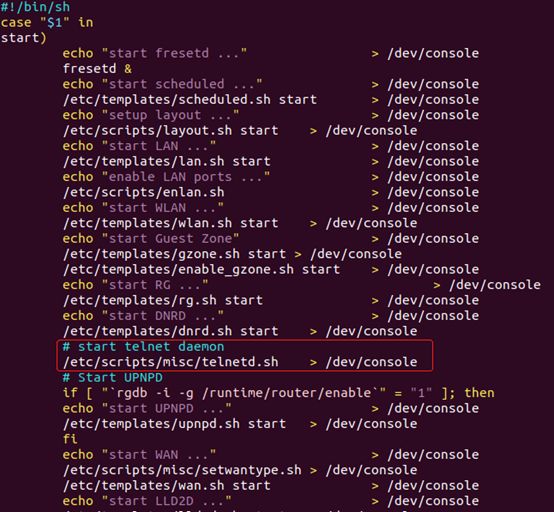 #!/bin/sh
case "$1" in
start)
echo "start fresetd ..." > /dev/console
fresetd &
echo "start scheduled ..." > /dev/console
/etc/templates/scheduled.sh start > /dev/console
echo "setup layout ..." > /dev/console
/etc/scripts/layout.sh start > /dev/console
echo "start LAN ..." > /dev/console
/etc/templates/lan.sh start > /dev/console
echo "enable LAN ports ..." > /dev/console
/etc/scripts/enlan.sh > /dev/console
echo "start WLAN ..." > /dev/console
/etc/templates/wlan.sh start > /dev/console
echo "start Guest Zone" > /dev/console
/etc/templates/gzone.sh start > /dev/console
/etc/templates/enable_gzone.sh start > /dev/console
echo "start RG ..." > /dev/console
/etc/templates/rg.sh start > /dev/console
echo "start DNRD ..." > /dev/console
/etc/templates/dnrd.sh start > /dev/console
# start telnet daemon
/etc/scripts/misc/telnetd.sh > /dev/console
# Start UPNPD
if [ "`rgdb -i -g /runtime/router/enable`" = "1" ]; then
echo "start UPNPD ..." > /dev/console
/etc/templates/upnpd.sh start > /dev/console
fi
echo "start WAN ..." > /dev/console
/etc/scripts/misc/setwantype.sh > /dev/console
/etc/templates/wan.sh start > /dev/console
echo "start LLD2D ..." > /dev/console